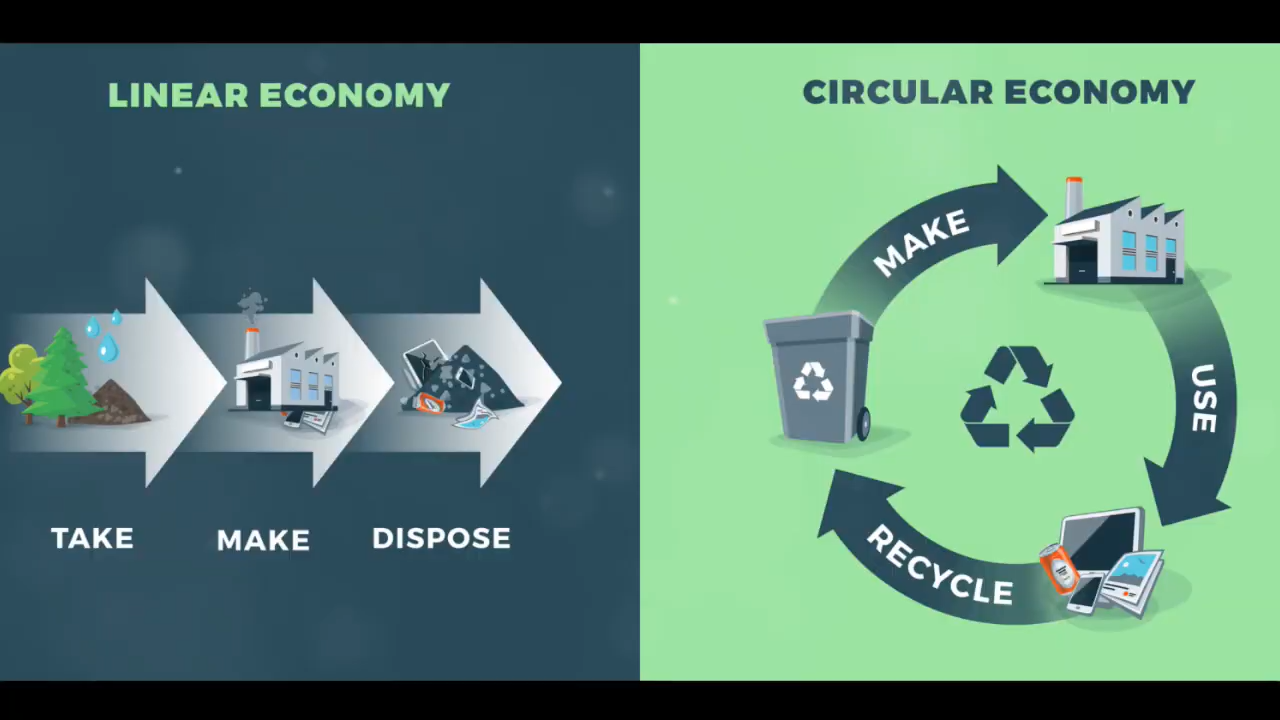 LINEAR ECONOMY
TAKE
MAKE
DISPOSE
CIRCULAR ECONOMY
MAKE
USE
RECYCLE